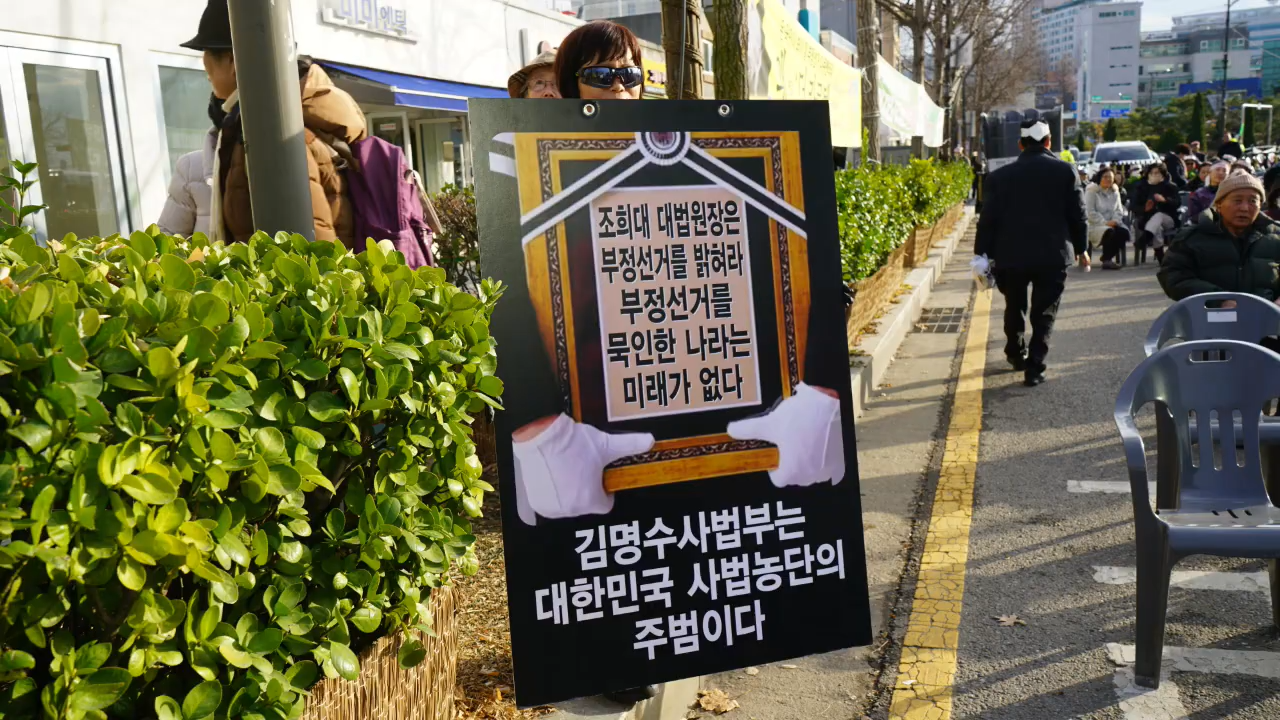 조희대 대법원장은
부정선거를 밝혀라
부정선거를
묵인한 나라는
미래가 없다
김명수사법부는
대한민국 사법농단의
주범이다